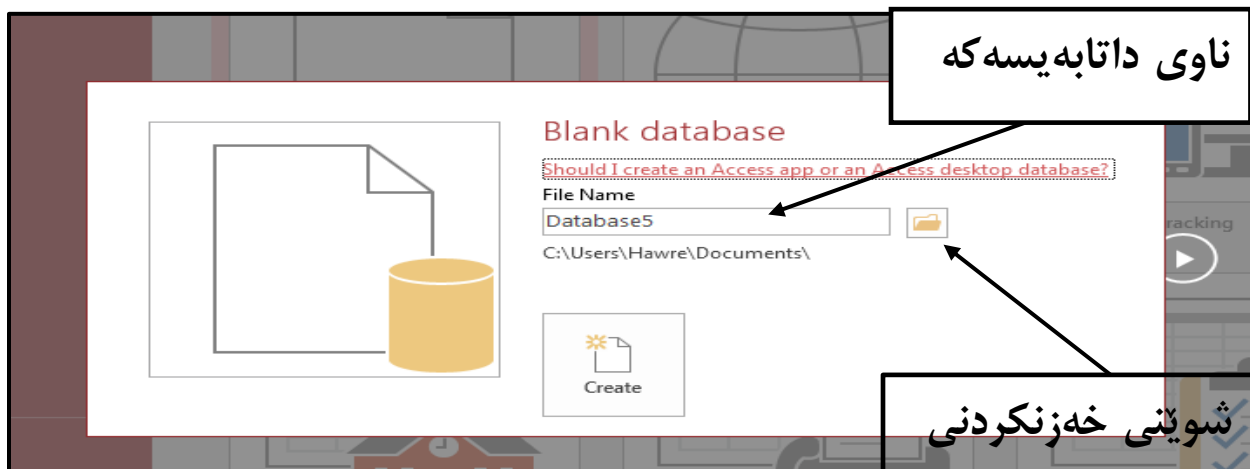 ناوی داتابەیسەکە
Blank database
Should I create an Access app or an Access desktop database?
File Name
Database5
racking
C:\Users\Hawre\Documents\
Create
شوێنی خەزنکردنی